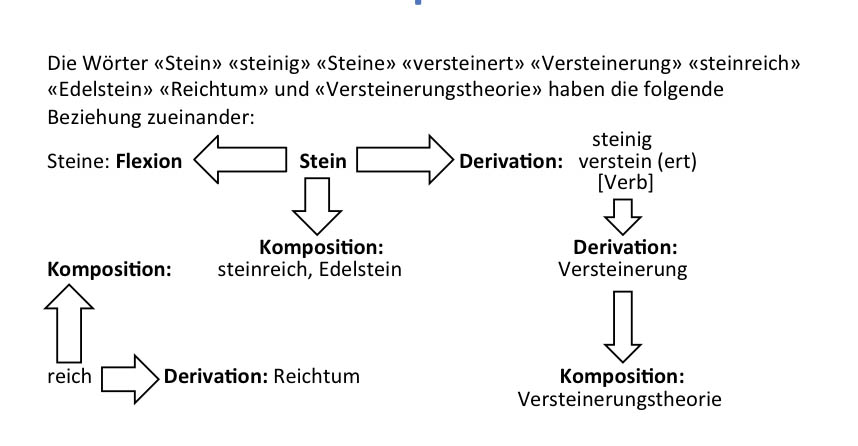 Die Wörter «Stein» «steinig» «Steine» «versteinert» «Versteinerung» «steinreich»
«Edelstein» «Reichtum» und «Versteinerungstheorie» haben die folgende
Beziehung zueinander:
steinig
Steine: Flexion Stein Derivation: verstein (ert)
[Verb]
Komposition: Derivation:
Komposition: steinreich, Edelstein Versteinerung
reich Derivation: Reichtum Komposition:
Versteinerungstheorie